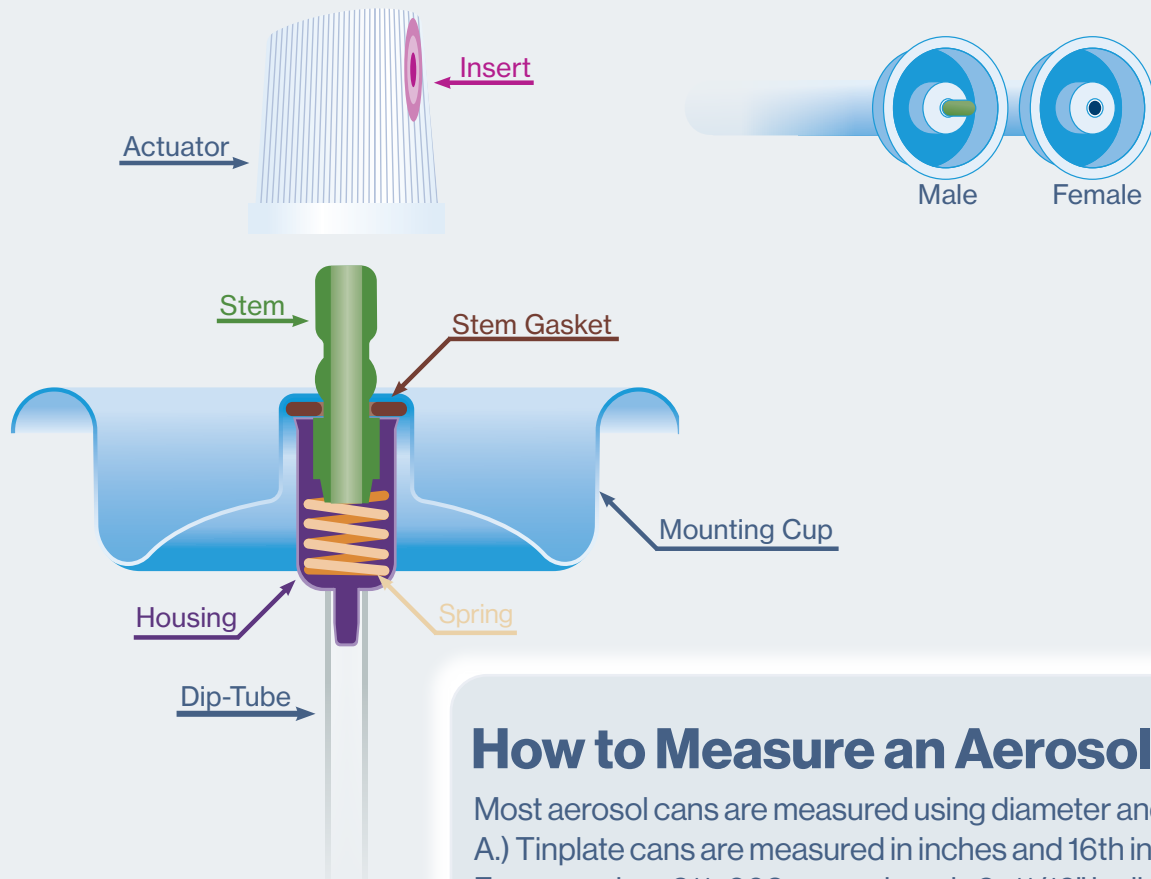 Insert
Actuator
Male
Female
Stem
Stem Gasket
Mounting Cup
Housing
Spring
Dip-Tube
How to Measure an Aerosol
Most aerosol cans are measured using diameter and
A.) Tinplate cans are measured in inches and 16th in